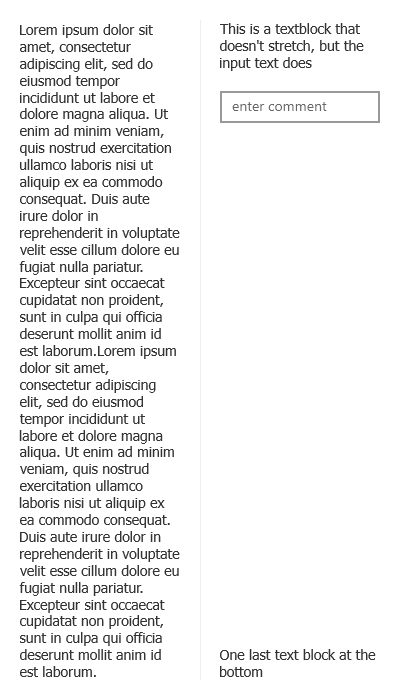 Lorem ipsum dolor sit
amet, consectetur
adipiscing elit, sed do
eiusmod tempor
incididunt ut labore et
dolore magna aliqua. Ut
enim ad minim veniam,
quis nostrud exercitation
ullamco laboris nisi ut
aliquip ex ea commodo
consequat. Duis aute
irure dolor in
reprehenderit in voluptate
velit esse cillum dolore eu
fugiat nulla pariatur.
Excepteur sint occaecat
cupidatat non proident,
sunt in culpa qui officia
deserunt mollit anim id
est laborum.Lorem ipsum
dolor sit amet,
consectetur adipiscing
elit, sed do eiusmod
tempor incididunt ut
labore et dolore magna
aliqua. Ut enim ad minim
veniam, quis nostrud
exercitation ullamco
laboris nisi ut aliquip ex
ea commodo consequat.
Duis aute irure dolor in
reprehenderit in voluptate
velit esse cillum dolore eu
fugiat nulla pariatur.
Excepteur sint occaecat
cupidatat non proident,
sunt in culpa qui officia
deserunt mollit anim id
est laborum.
This is a textblock that
doesn't stretch, but the
input text does
enter comment
One last text block at the
bottom